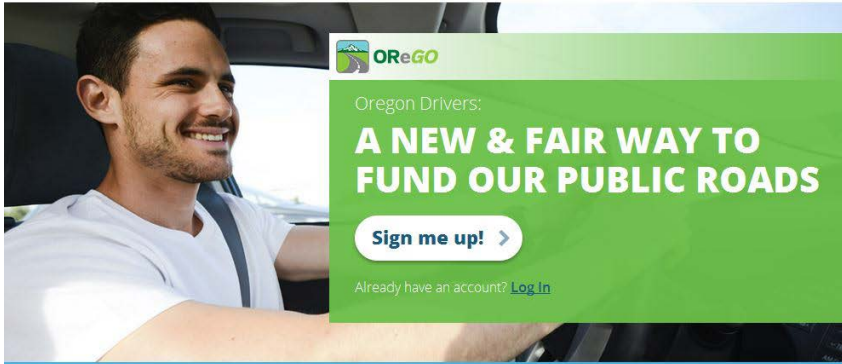 OReGO
Oregon Drivers:
A NEW & FAIR WAY TO
FUND OUR PUBLIC ROADS
Sign me up! >
Already have an account? Log In